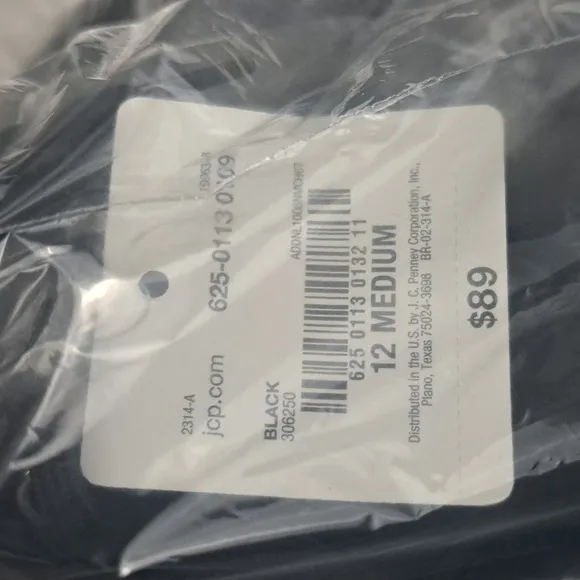 2314-A
jcp.com 625-0113 0109
BLACK
306250
625 0113 0132 11
12 MEDIUM
Distributed in the U.S. by J. C. Penney Corporation, Inc.,
Plano, Texas 75024-3698 BR-02-314-A
$89